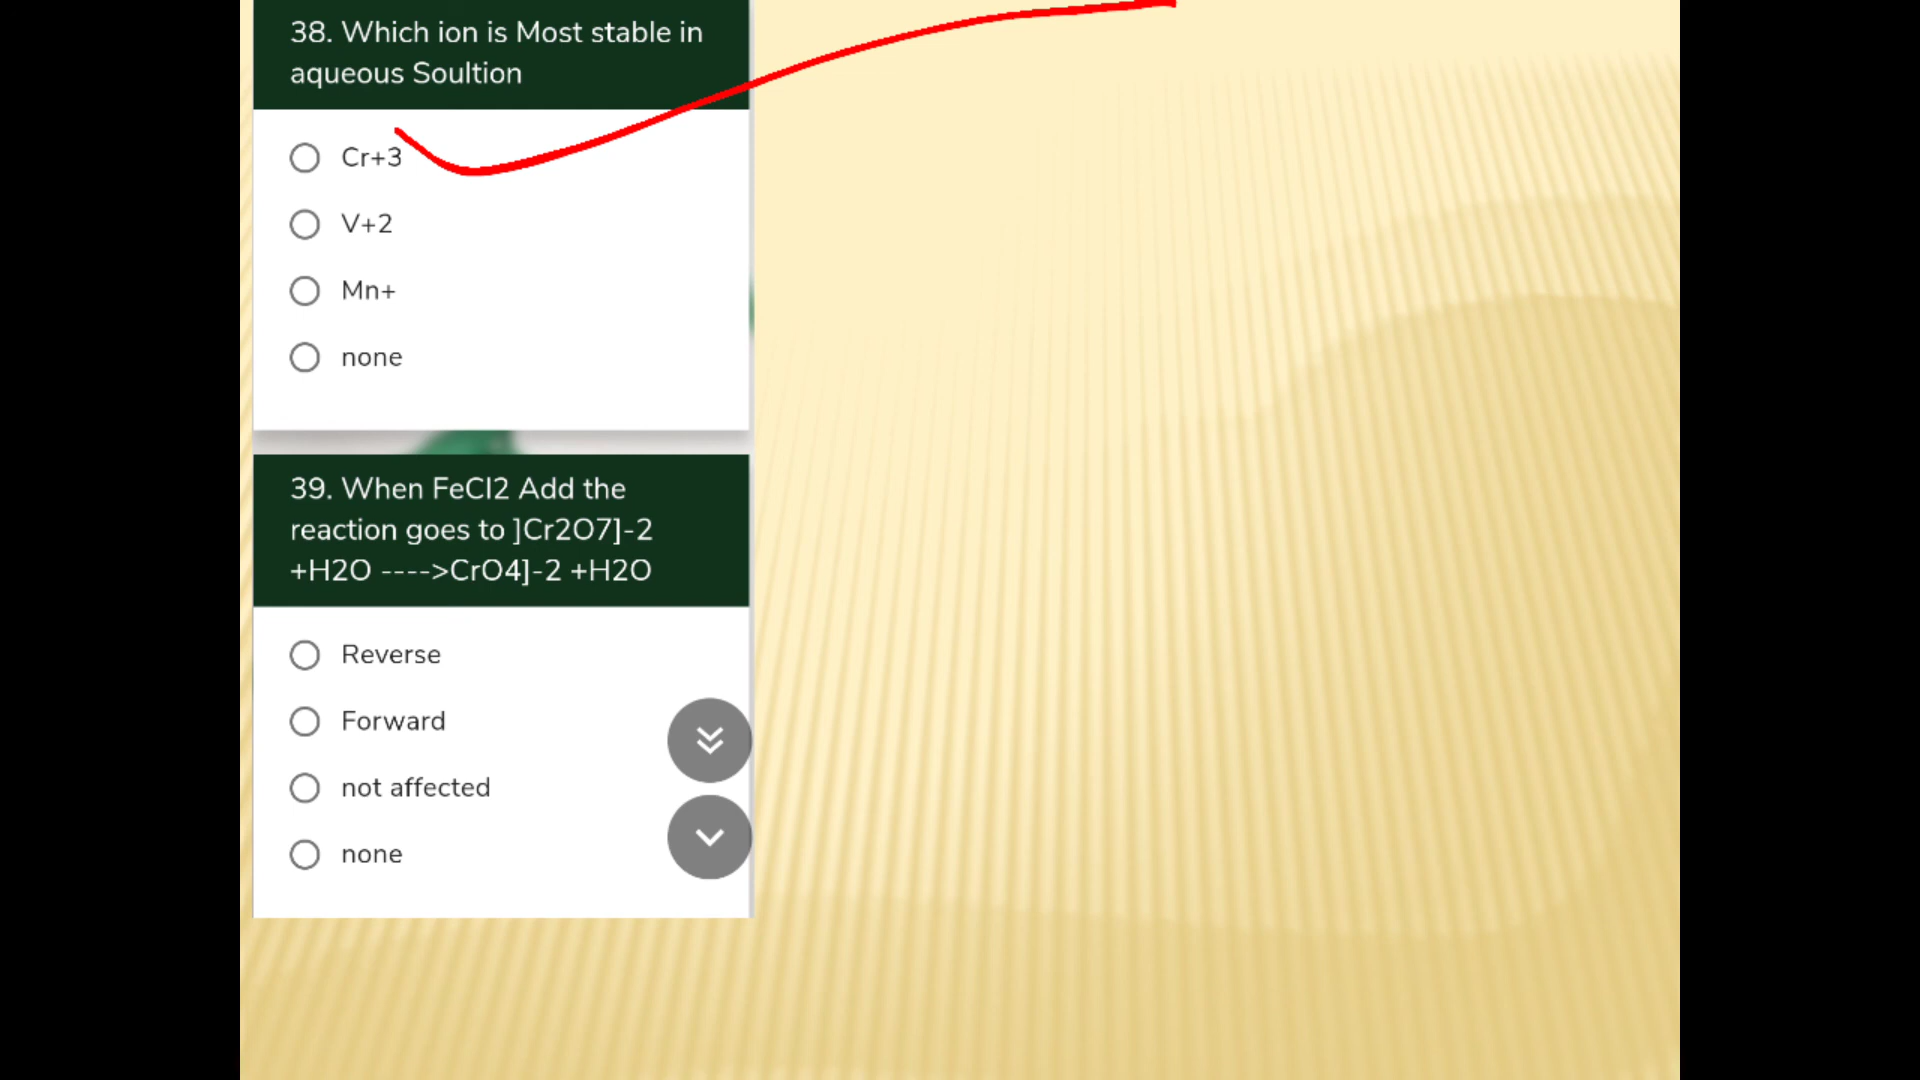 38. Which ion is Most stable in
aqueous Soultion
Cr+3
V+2
Mn+
none
39. When FeCl2 Add the
reaction goes to ]Cr2O7]-2
+H2O ---->CrO4]-2 +H2O
Reverse
Forward
not affected
none